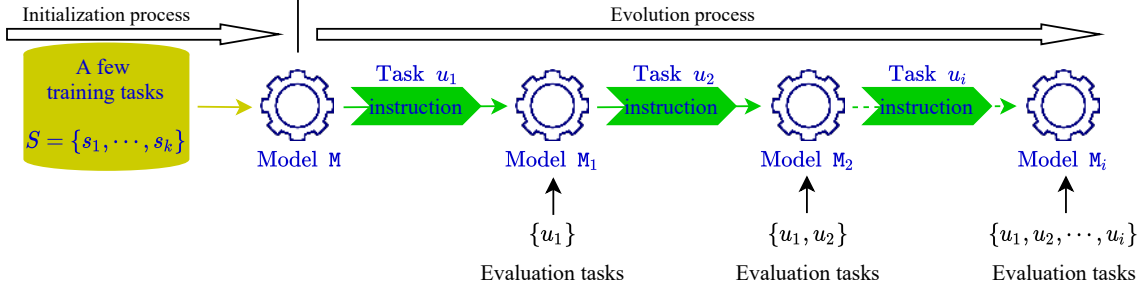 Initialization process
Evolution process
A few
training tasks
S = {s₁, ⋯, sₖ}
Task u₁
instruction
Task u₂
instruction
Task uᵢ
instruction
Model M
Model M₁
Model M₂
Model Mᵢ
{u₁}
{u₁, u₂}
{u₁, u₂, ⋯, uᵢ}
Evaluation tasks
Evaluation tasks
Evaluation tasks